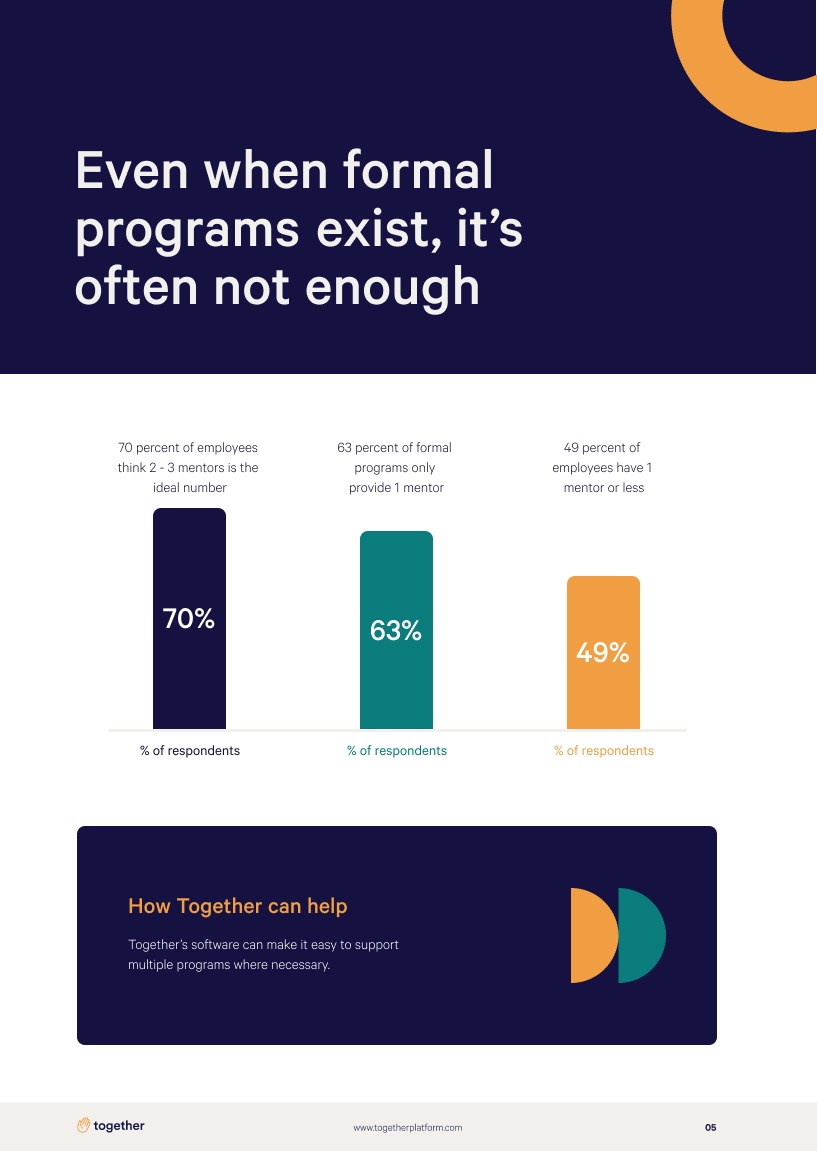 Even when formal
programs exist, it’s
often not enough
70 percent of employees
think 2 - 3 mentors is the
ideal number
63 percent of formal
programs only
provide 1 mentor
49 percent of
employees have 1
mentor or less
70%
63%
49%
% of respondents
% of respondents
% of respondents
How Together can help
Together’s software can make it easy to support
multiple programs where necessary.
together
www.togetherplatform.com
05